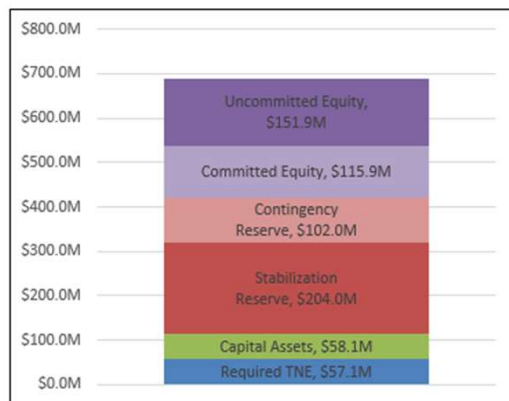 $800.0M
$700.0M
$600.0M
$500.0M
$400.0M
$300.0M
$200.0M
$100.0M
$0.0M
Uncommitted Equity,
$151.9M
Committed Equity, $115.9M
Contingency
Reserve, $102.0M
Stabilization
Reserve, $204.0M
Capital Assets, $58.1M
Required TNE, $57.1M